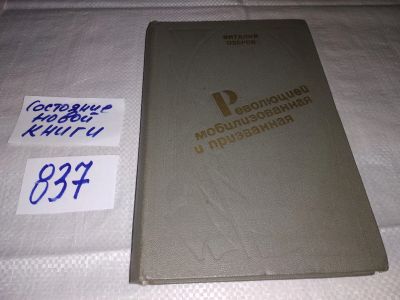 Состояние
новой
книги
837
ВИТАЛИЙ
ОЗЕРОВ
Революцией
мобилизованная
и призванная